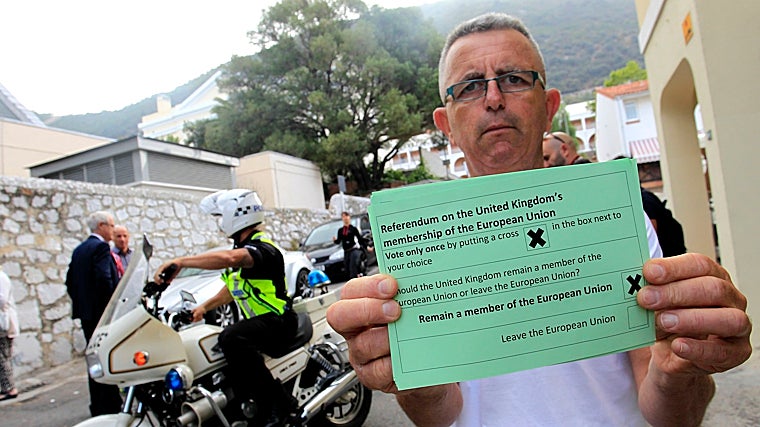 Referendum on the United Kingdom's
membership of the European Union
Vote only once by putting a cross in the box next to
your choice
hould the United Kingdom remain a member of the
European Union or leave the European Union?
Remain a member of the European Union
Leave the European Union